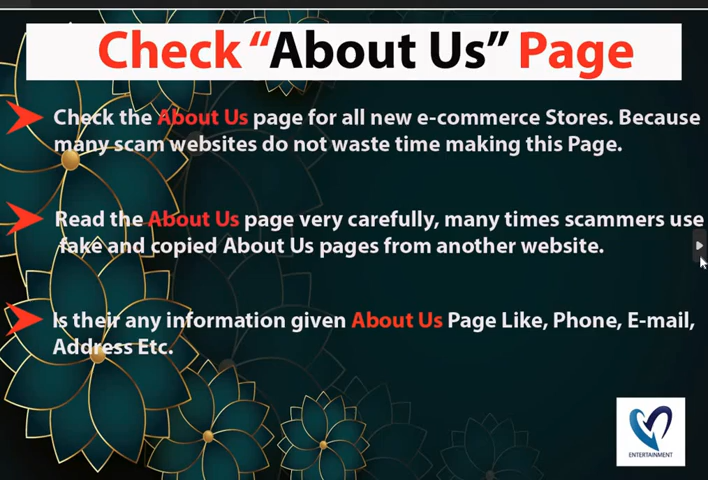 Check “About Us” Page
Check the About Us page for all new e-commerce Stores. Because
many scam websites do not waste time making this Page.
Read the About Us page very carefully, many times scammers use
fake and copied About Us pages from another website.
Is their any information given About Us Page Like, Phone, E-mail,
Address Etc.
ENTERTAINMENT